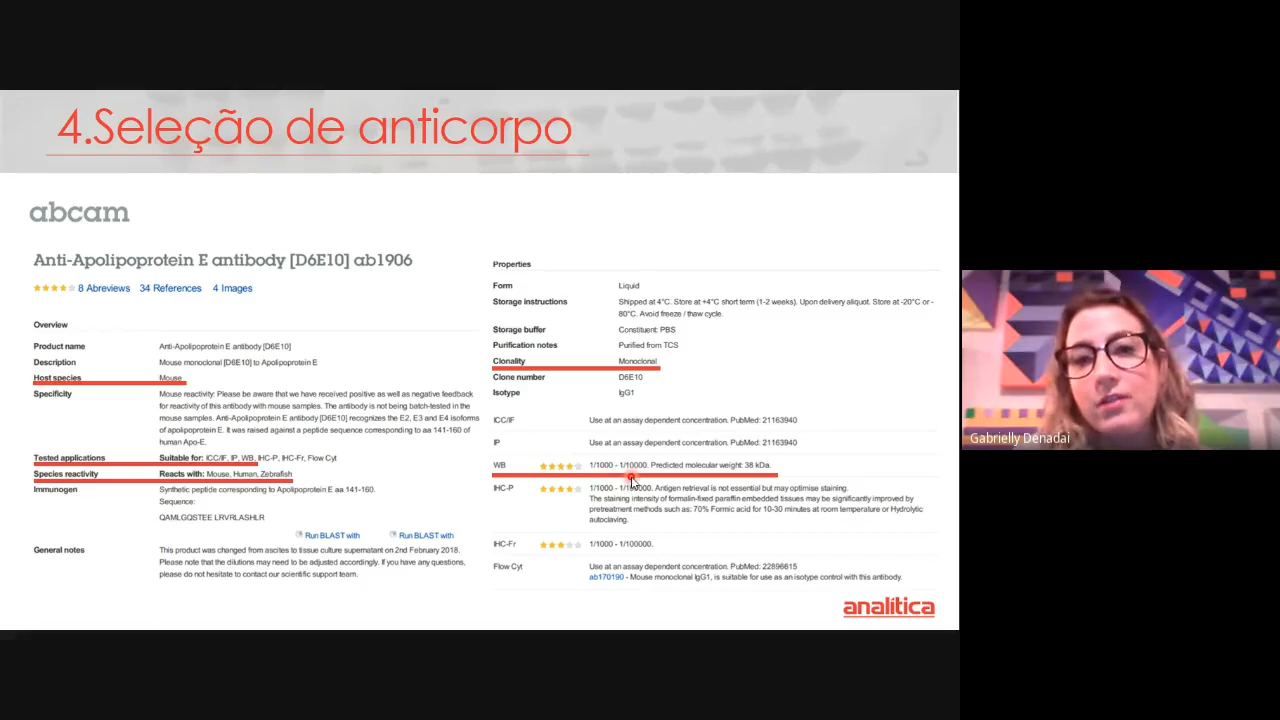 4.Seleção de anticorpo
abcam
Anti-Apolipoprotein E antibody [D6E10] ab1906
8 Abreviews 34 References 4 Images
Overview
Product name Anti-Apolipoprotein E antibody [D6E10]
Description Mouse monoclonal [D6E10] to Apolipoprotein E
Host species Mouse
Specificity Mouse reactivity: Please be aware that we have received positive as well as negative feedback
for reactivity of this antibody with mouse samples. The antibody is not being batch-tested in the
mouse samples. Anti-Apolipoprotein E antibody [D6E10] recognizes the E2, E3 and E4 isoforms
of apolipoprotein E. It was raised against a peptide sequence corresponding to aa 141-160 of
human Apo-E.
Tested applications Suitable for: ICC/IF, IP, WB, IHC-P, IHC-Fr, Flow Cyt
Species reactivity Reacts with: Mouse, Human, Zebrafish
Immunogen Synthetic peptide corresponding to Apolipoprotein E aa 141-160.
Sequence:
QAMLGQSTEE LRVRLASHLR
Run BLAST with Run BLAST with
General notes This product was changed from ascites to tissue culture supernatant on 2nd February 2018.
Please note that the dilutions may need to be adjusted accordingly. If you have any questions,
please do not hesitate to contact our scientific support team.
Properties
Form Liquid
Storage instructions Shipped at 4°C. Store at +4°C short term (1-2 weeks). Upon delivery aliquot. Store at -20°C or -
80°C. Avoid freeze / thaw cycle.
Storage buffer Constituent: PBS
Purification notes Purified from TCS
Clonality Monoclonal
Clone number D6E10
Isotype IgG1
ICC/IF Use at an assay dependent concentration. PubMed: 21163940
IP Use at an assay dependent concentration. PubMed: 21163940
WB 1/1000 - 1/10000. Predicted molecular weight: 38 kDa.
IHC-P 1/1000 - 1/100000. Antigen retrieval is not essential but may optimise staining.
The staining intensity of formalin-fixed paraffin embedded tissues may be significantly improved by
pretreatment methods such as: 70% Formic acid for 10-30 minutes at room temperature or Hydrolytic
autoclaving.
IHC-Fr 1/1000 - 1/100000.
Flow Cyt Use at an assay dependent concentration. PubMed: 22896615
ab170190 - Mouse monoclonal IgG1, is suitable for use as an isotype control with this antibody.
analítica
Gabrielly Denadai